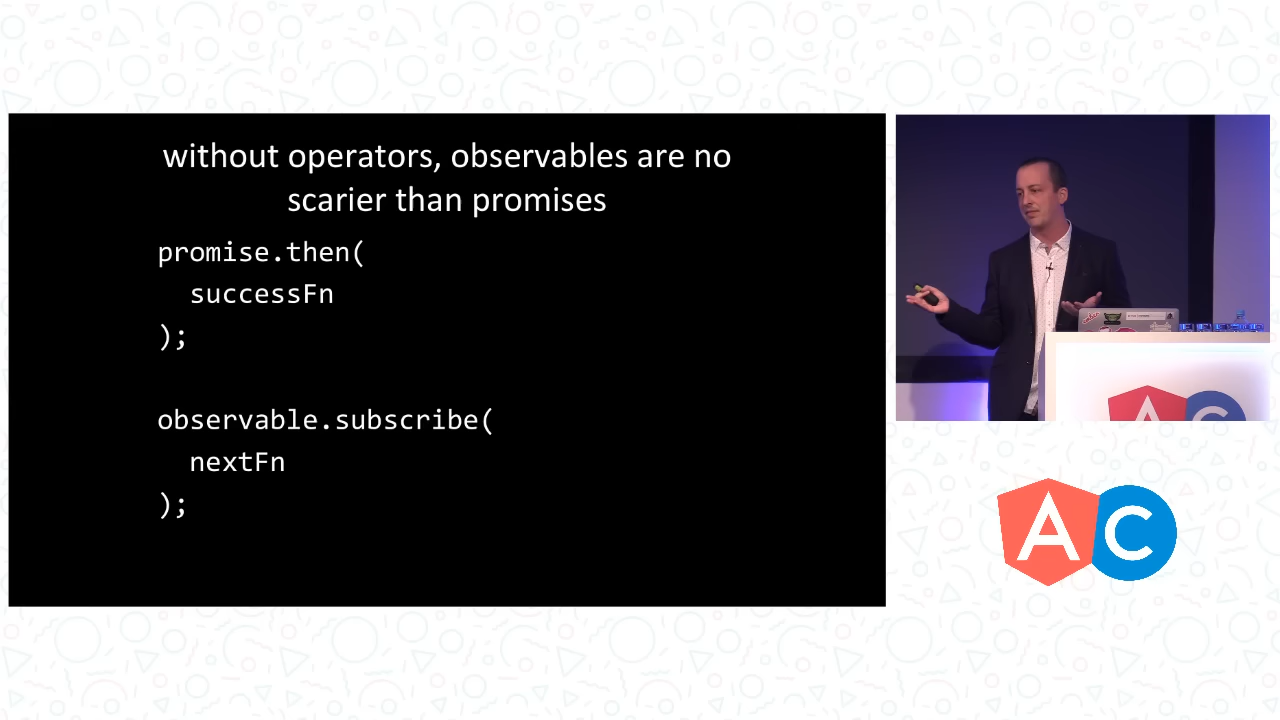 without operators, observables are no
scarier than promises
promise.then(
  successFn
);
observable.subscribe(
  nextFn
);
A C
A C